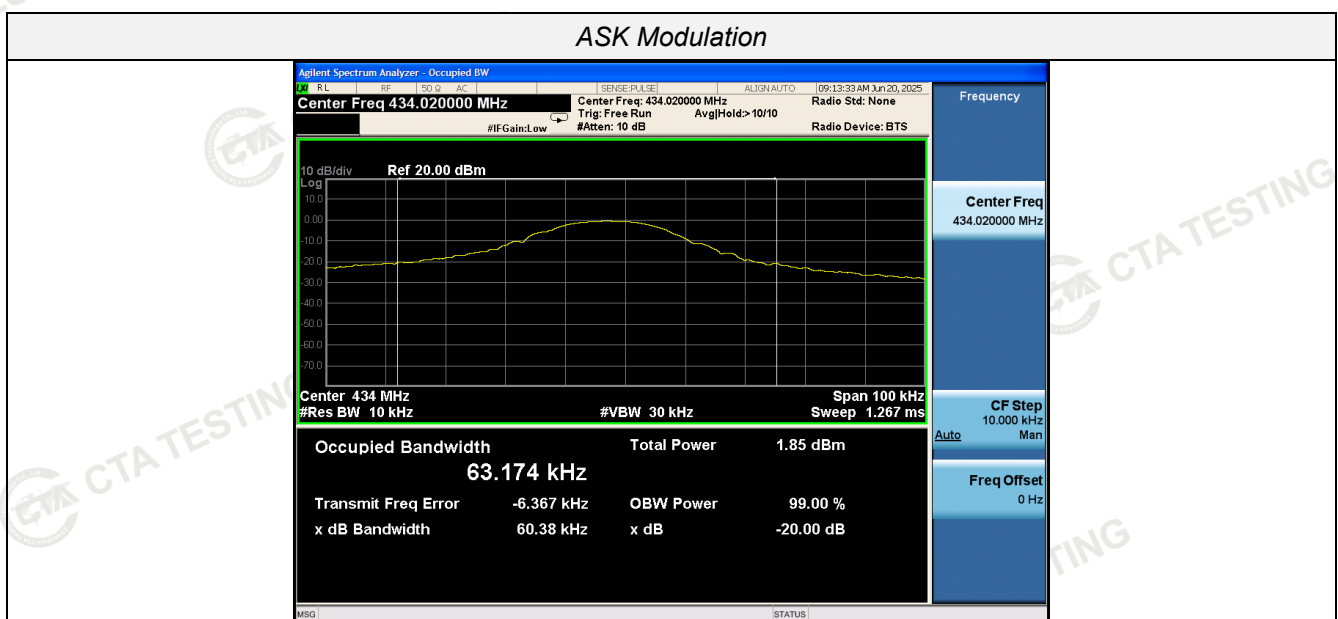 ASK Modulation
Agilent Spectrum Analyzer - Occupied BW
LXI RL RF 50 Ω AC SENSE:PULSE ALIGN AUTO 09:13:33 AM Jun 20, 2025
Center Freq 434.020000 MHz
Center Freq: 434.020000 MHz
Radio Std: None
Trig: Free Run Avg|Hold:>10/10
#IFGain:Low
#Atten: 10 dB
Radio Device: BTS
10 dB/div Ref 20.00 dBm
Log
10.0
0.00
-10.0
-20.0
-30.0
-40.0
-50.0
-60.0
-70.0
Center 434 MHz Span 100 kHz
#Res BW 10 kHz #VBW 30 kHz Sweep 1.267 ms
Occupied Bandwidth Total Power 1.85 dBm
63.174 kHz
Transmit Freq Error -6.367 kHz OBW Power 99.00 %
x dB Bandwidth 60.38 kHz x dB -20.00 dB
MSG STATUS
Frequency
Center Freq
434.020000 MHz
CF Step
10.000 kHz
Auto Man
Freq Offset
0 Hz
CTA
CTA TESTING
CTA TESTING
TING